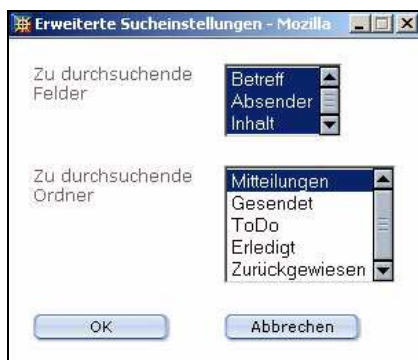 Erweiterte Sucheinstellungen - Mozilla
Zu durchsuchende
Felder
Betreff
Absender
Inhalt
Zu durchsuchende
Ordner
Mitteilungen
Gesendet
ToDo
Erledigt
Zurückgewiesen
OK
Abbrechen